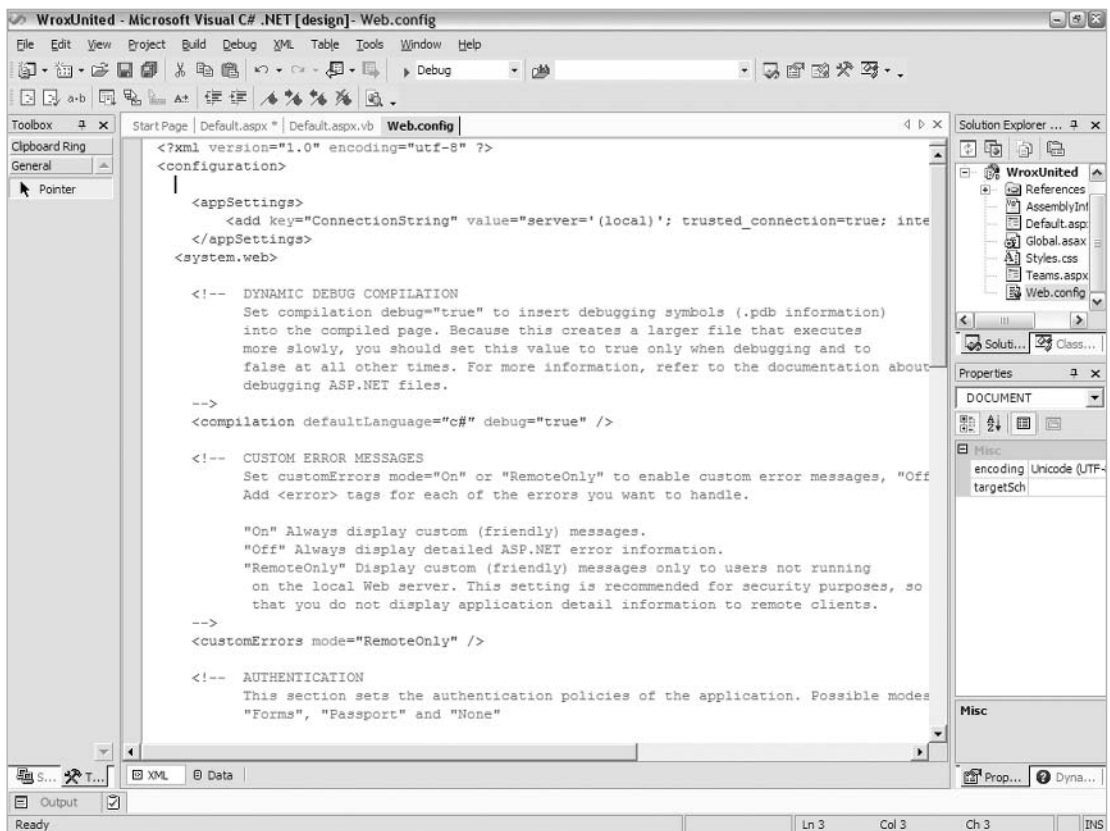 WroxUnited - Microsoft Visual C# .NET [design]- Web.config
File Edit View Project Build Debug XML Table Tools Window Help
Debug
a-b
Toolbox
Start Page Default.aspx * Default.aspx.vb Web.config
Solution Explorer ...
Clipboard Ring
General
Pointer
<?xml version="1.0" encoding="utf-8" ?>
<configuration>
<appSettings>
<add key="ConnectionString" value="server='(local)'; trusted_connection=true; inte
</appSettings>
<system.web>
<!-- DYNAMIC DEBUG COMPILATION
Set compilation debug="true" to insert debugging symbols (.pdb information)
into the compiled page. Because this creates a larger file that executes
more slowly, you should set this value to true only when debugging and to
false at all other times. For more information, refer to the documentation about
debugging ASP.NET files.
-->
<compilation defaultLanguage="c#" debug="true" />
<!-- CUSTOM ERROR MESSAGES
Set customErrors mode="On" or "RemoteOnly" to enable custom error messages, "Off
Add <error> tags for each of the errors you want to handle.
"On" Always display custom (friendly) messages.
"Off" Always display detailed ASP.NET error information.
"RemoteOnly" Display custom (friendly) messages only to users not running
on the local Web server. This setting is recommended for security purposes, so
that you do not display application detail information to remote clients.
-->
<customErrors mode="RemoteOnly" />
<!-- AUTHENTICATION
This section sets the authentication policies of the application. Possible modes
"Forms", "Passport" and "None"
WroxUnited
References
AssemblyInf
Default.asp
Global.asax
Styles.css
Teams.aspx
Web.config
Soluti... Class...
Properties
DOCUMENT
Misc
encoding Unicode (UTF-
targetSch
Misc
S... T...
XML Data
Prop... Dyna...
Output
Ready Ln 3 Col 3 Ch 3 INS